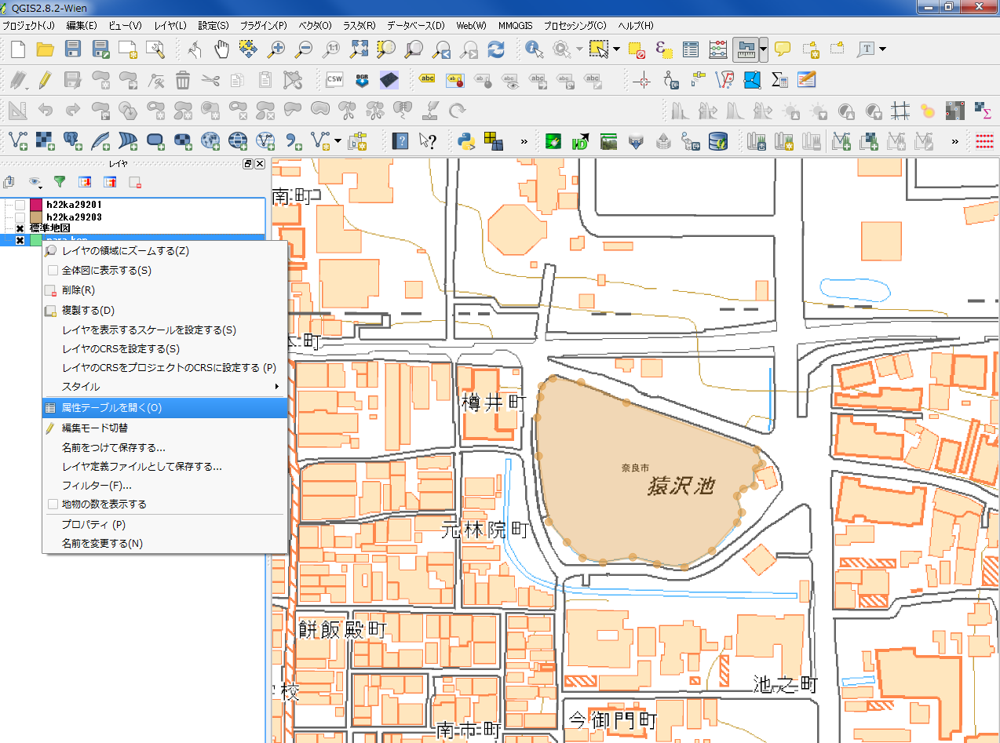 QGIS2.8.2-Wien
プロジェクト(J) 編集(E) ビュー(V) レイヤ(L) 設定(S) プラグイン(P) ベクタ(O) ラスタ(R) データベース(D) Web(W) MMQGIS プロセッシング(C) ヘルプ(H)
レイヤ
h22ka29201
h22ka29203
標準地図
レイヤの領域にズームする(Z)
全体図に表示する(S)
削除(R)
複製する(D)
レイヤを表示するスケールを設定する(S)
レイヤのCRSを設定する(S)
レイヤのCRSをプロジェクトのCRSに設定する (P)
スタイル
属性テーブルを開く(O)
編集モード切替
名前をつけて保存する...
レイヤ定義ファイルとして保存する...
フィルター(F)...
地物の数を表示する
プロパティ (P)
名前を変更する(N)
南町
町
樽井町
奈良市
猿沢池
元林院町
餅飯殿町
池之町
校
今御門町
南市町